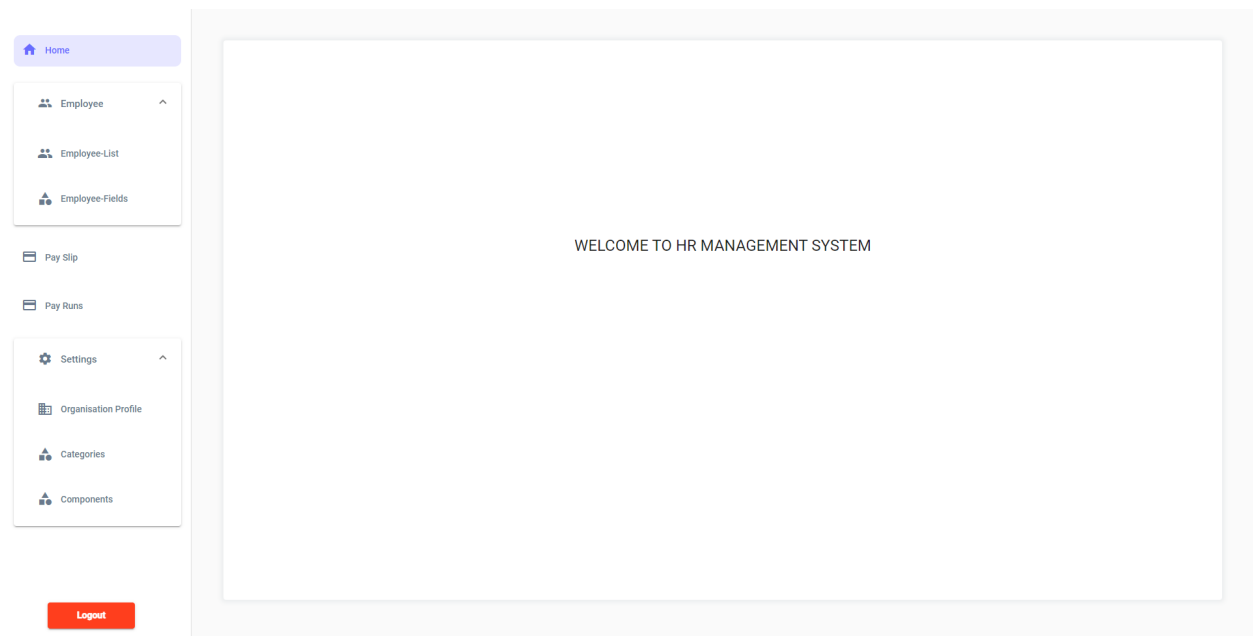 Home
Employee
Employee-List
Employee-Fields
Pay Slip
Pay Runs
Settings
Organisation Profile
Categories
Components
Logout
WELCOME TO HR MANAGEMENT SYSTEM